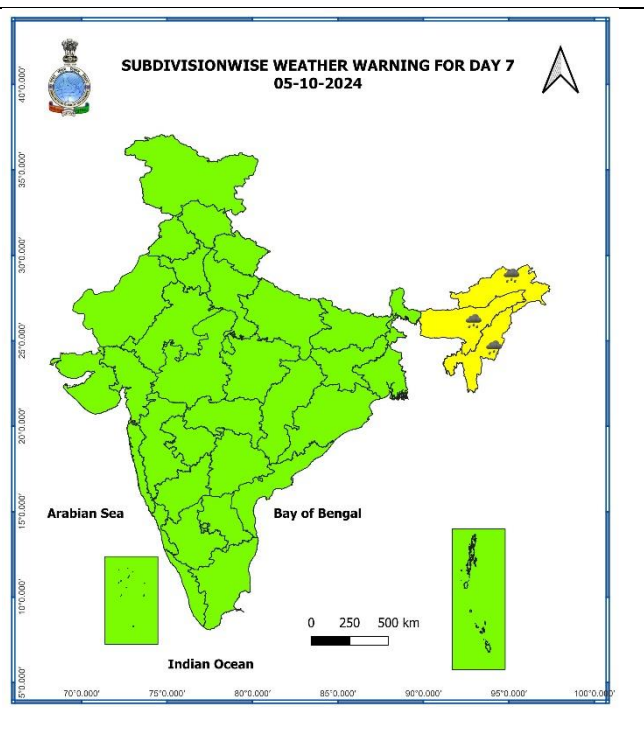 SUBDIVISIONWISE WEATHER WARNING FOR DAY 7
05-10-2024
40°0.000'
35°0.000'
30°0.000'
25°0.000'
20°0.000'
15°0.000'
10°0.000'
5°0.000'
Arabian Sea
Bay of Bengal
0 250 500 km
Indian Ocean
70°0.000' 75°0.000' 80°0.000' 85°0.000' 90°0.000' 95°0.000' 100°0.000'